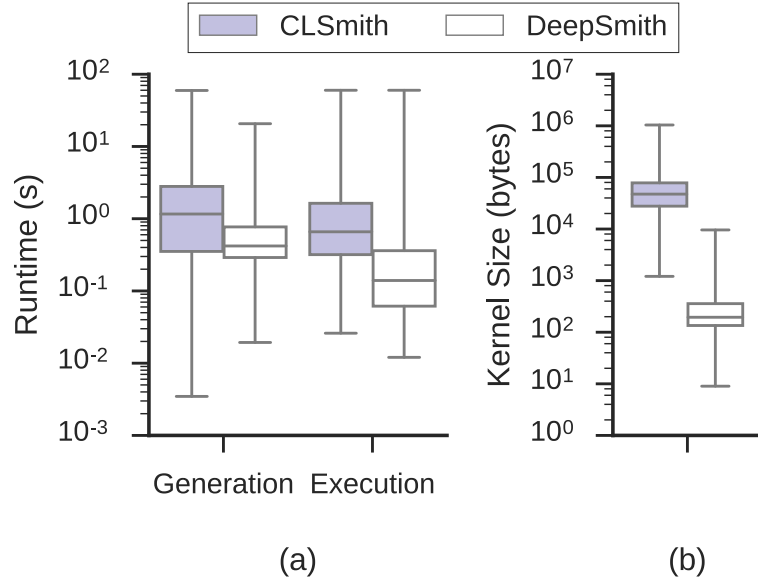 CLSmith DeepSmith
Runtime (s)
10²
10¹
10⁰
10⁻¹
10⁻²
10⁻³
Generation Execution
(a)
Kernel Size (bytes)
10⁷
10⁶
10⁵
10⁴
10³
10²
10¹
10⁰
(b)